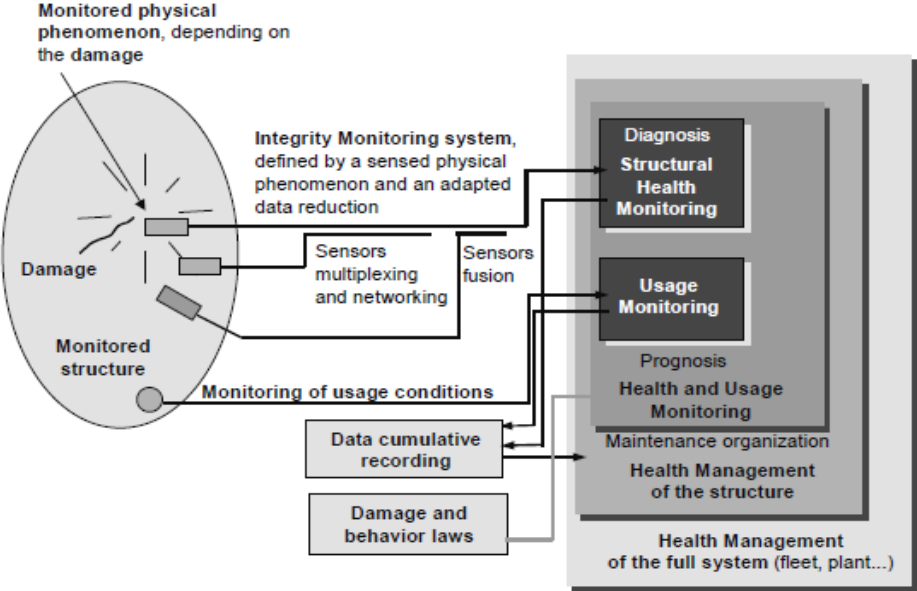 Monitored physical
phenomenon, depending on
the damage
Integrity Monitoring system,
defined by a sensed physical
phenomenon and an adapted
data reduction
Sensors
multiplexing
and networking
Sensors
fusion
Damage
Monitored
structure
Monitoring of usage conditions
Data cumulative
recording
Damage and
behavior laws
Diagnosis
Structural
Health
Monitoring
Usage
Monitoring
Prognosis
Health and Usage
Monitoring
Maintenance organization
Health Management
of the structure
Health Management
of the full system (fleet, plant...)